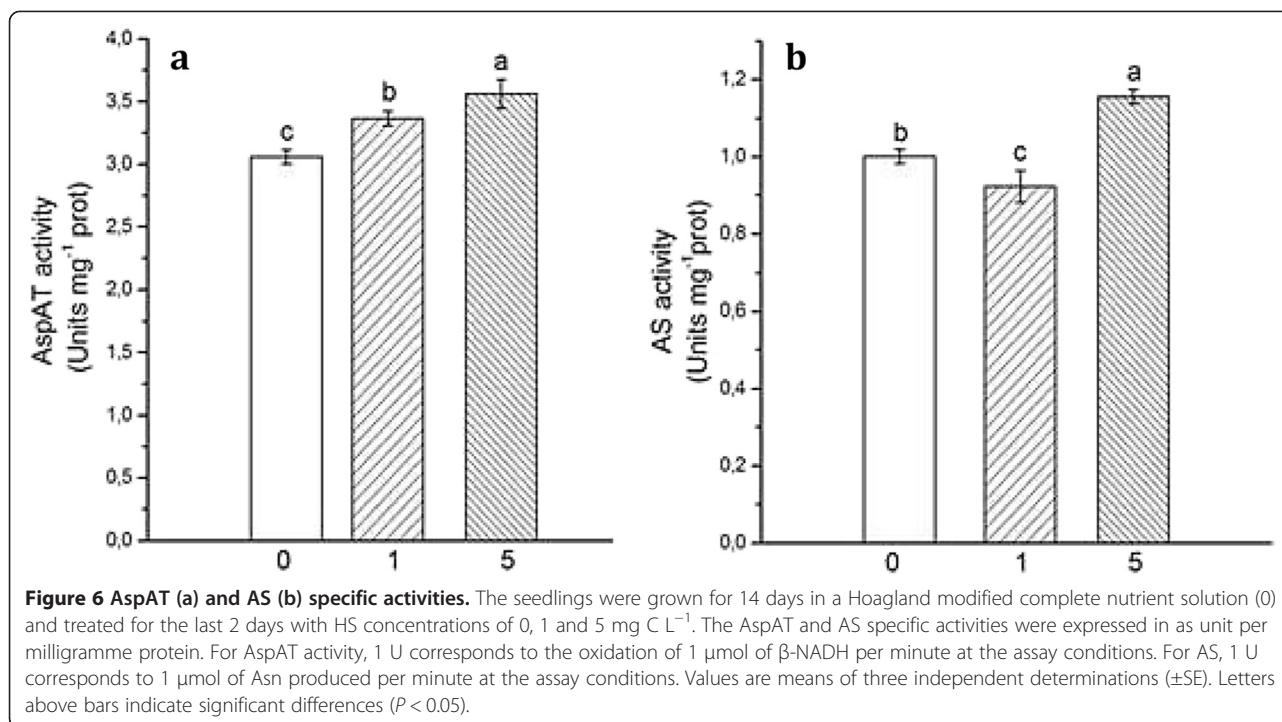 a
4,0
3,5
3,0
2,5
2,0
1,5
1,0
0,5
0,0
AspAT activity
(Units mg⁻¹ prot)
c
b
a
0
1
5
b
1,2
1,0
0,8
0,6
0,4
0,2
0,0
AS activity
(Units mg⁻¹prot)
b
c
a
0
1
5
Figure 6 AspAT (a) and AS (b) specific activities. The seedlings were grown for 14 days in a Hoagland modified complete nutrient solution (0)
and treated for the last 2 days with HS concentrations of 0, 1 and 5 mg C L⁻¹. The AspAT and AS specific activities were expressed in as unit per
milligramme protein. For AspAT activity, 1 U corresponds to the oxidation of 1 μmol of β-NADH per minute at the assay conditions. For AS, 1 U
corresponds to 1 μmol of Asn produced per minute at the assay conditions. Values are means of three independent determinations (±SE). Letters
above bars indicate significant differences (P < 0.05).